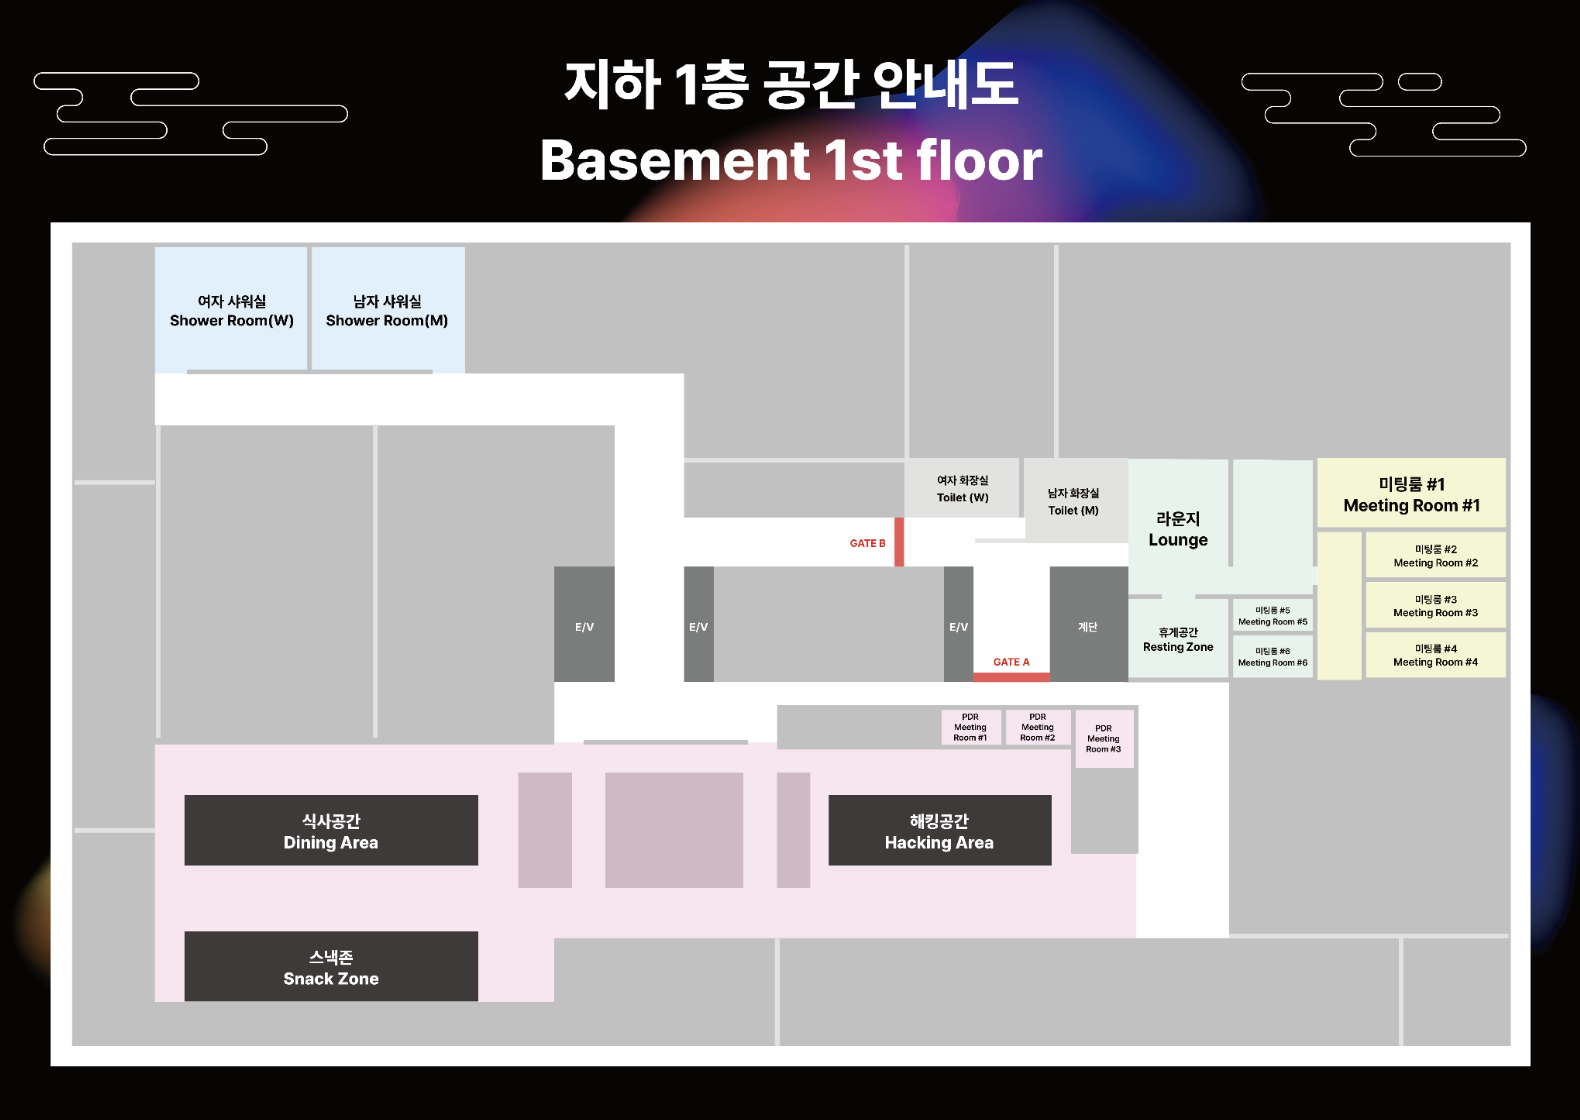 지하 1층 공간 안내도
Basement 1st floor
여자 샤워실
Shower Room(W)
남자 샤워실
Shower Room(M)
여자 화장실
Toilet (W)
남자 화장실
Toilet (M)
라운지
Lounge
미팅룸 #1
Meeting Room #1
미팅룸 #2
Meeting Room #2
미팅룸 #3
Meeting Room #3
미팅룸 #4
Meeting Room #4
미팅룸 #5
Meeting Room #5
미팅룸 #6
Meeting Room #6
휴게공간
Resting Zone
GATE B
E/V
E/V
E/V
계단
GATE A
PDR
Meeting
Room #1
PDR
Meeting
Room #2
PDR
Meeting
Room #3
식사공간
Dining Area
해킹공간
Hacking Area
스낵존
Snack Zone